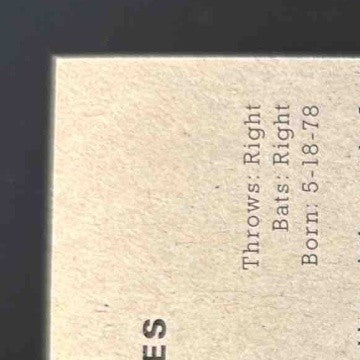 ES
Throws: Right
Bats: Right
Born: 5-18-78